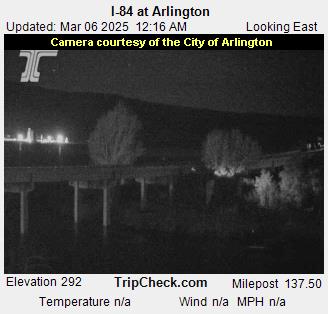 I-84 at Arlington
Updated: Mar 06 2025 12:16 AM Looking East
Camera courtesy of the City of Arlington
Elevation 292 TripCheck.com Milepost 137.50
Temperature n/a Wind n/a MPH n/a